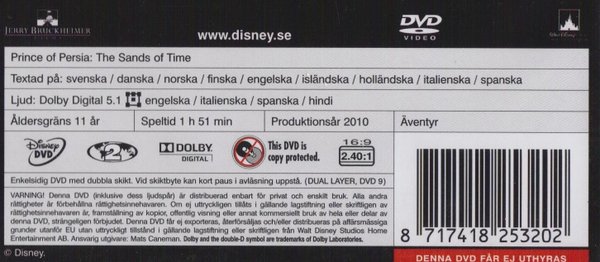 JERRY BRUCKHEIMER
FILMS
www.disney.se
DVD
VIDEO
WALT DISNEY
Prince of Persia: The Sands of Time
Textad på: svenska / danska / norska / finska / engelska / isländska / holländska / italienska / spanska
Ljud: Dolby Digital 5.1 engelska / italienska / spanska / hindi
Åldersgräns 11 år
Speltid 1 h 51 min
Produktionsår 2010
Äventyr
Disney
DVD
2
DOLBY
DIGITAL
This DVD is
copy protected.
16:9
2.40:1
Enkelsidig DVD med dubbla skikt. Vid skiktbyte kan kort paus i avläsning uppstå. (DUAL LAYER, DVD 9)
VARNING! Denna DVD (inklusive dess ljudspår) är distribuerad enbart för privat och enskilt bruk. Alla andra
rättigheter är förbehållna rättighetsinnehavaren. Om ej uttryckligen tillåts i gällande lagstiftning eller skriftligen av
rättighetsinnehavaren är, framställning av kopior, offentlig visning eller annat kommersiellt bruk av hela eller delar av
denna DVD, strängeligen förbjudet. Denna DVD får ej exporteras, återförsäljas och/eller distribueras på affärsmässiga
grunder utanför EU om ej uttryckligt tillstånd i gällande lagstiftning eller skriftligen från Walt Disney Studios Home
Entertainment AB. Ansvarig utgivare: Mats Caneman. Dolby and the double-D symbol are trademarks of Dolby Laboratories.
8 717418 253202
© Disney.
DENNA DVD FÅR EJ UTHYRAS